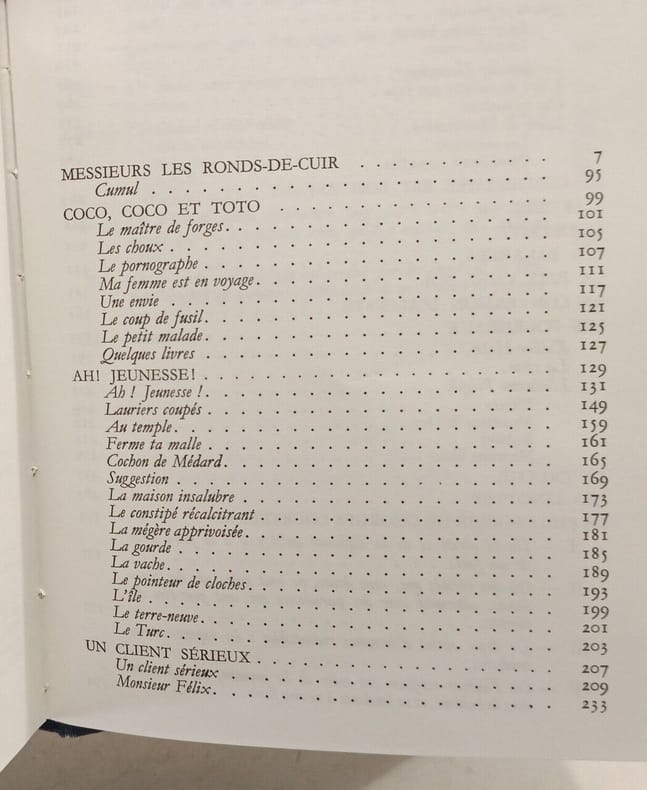 MESSIEURS LES RONDS-DE-CUIR . . . . . . . . . . . 7
Cumul . . . . . . . . . . . . . . . . . . . . . . 95
COCO, COCO ET TOTO . . . . . . . . . . . . . . . 99
Le maître de forges. . . . . . . . . . . . . . . . . 101
Les choux . . . . . . . . . . . . . . . . . . . . 105
Le pornographe . . . . . . . . . . . . . . . . . . 107
Ma femme est en voyage. . . . . . . . . . . . . . . 111
Une envie . . . . . . . . . . . . . . . . . . . . 117
Le coup de fusil. . . . . . . . . . . . . . . . . . 121
Le petit malade. . . . . . . . . . . . . . . . . . 125
Quelques livres . . . . . . . . . . . . . . . . . . 127
AH! JEUNESSE! . . . . . . . . . . . . . . . . . . 129
Ah ! Jeunesse !. . . . . . . . . . . . . . . . . . 131
Lauriers coupés . . . . . . . . . . . . . . . . . . 149
Au temple. . . . . . . . . . . . . . . . . . . . 159
Ferme ta malle . . . . . . . . . . . . . . . . . . 161
Cochon de Médard. . . . . . . . . . . . . . . . . 165
Suggestion . . . . . . . . . . . . . . . . . . . . 169
La maison insalubre . . . . . . . . . . . . . . . . 173
Le constipé récalcitrant . . . . . . . . . . . . . . . 177
La mégère apprivoisée. . . . . . . . . . . . . . . . 181
La gourde . . . . . . . . . . . . . . . . . . . . 185
La vache. . . . . . . . . . . . . . . . . . . . . 189
Le pointeur de cloches. . . . . . . . . . . . . . . . 193
L'île . . . . . . . . . . . . . . . . . . . . . . 199
Le terre-neuve. . . . . . . . . . . . . . . . . . . 201
Le Turc. . . . . . . . . . . . . . . . . . . . . 203
UN CLIENT SÉRIEUX . . . . . . . . . . . . . . . . 207
Un client sérieux . . . . . . . . . . . . . . . . . 209
Monsieur Félix. . . . . . . . . . . . . . . . . . . 233